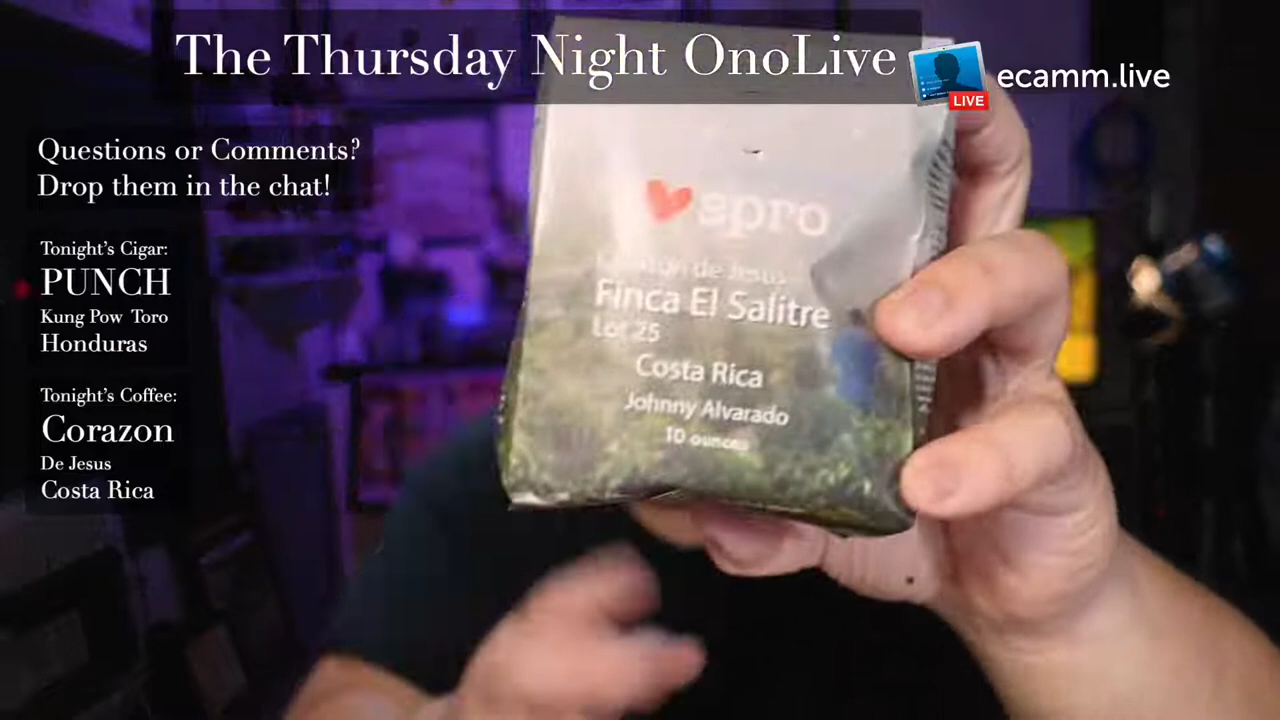 The Thursday Night OnoLive
ecamm.live
LIVE
Questions or Comments?
Drop them in the chat!
Tonight's Cigar:
PUNCH
Kung Pow Toro
Honduras
Tonight's Coffee:
Corazon
De Jesus
Costa Rica
spro
de Jesus
Finca El Salitre
Lot 25
Costa Rica
Johnny Alvarado
10 ounces